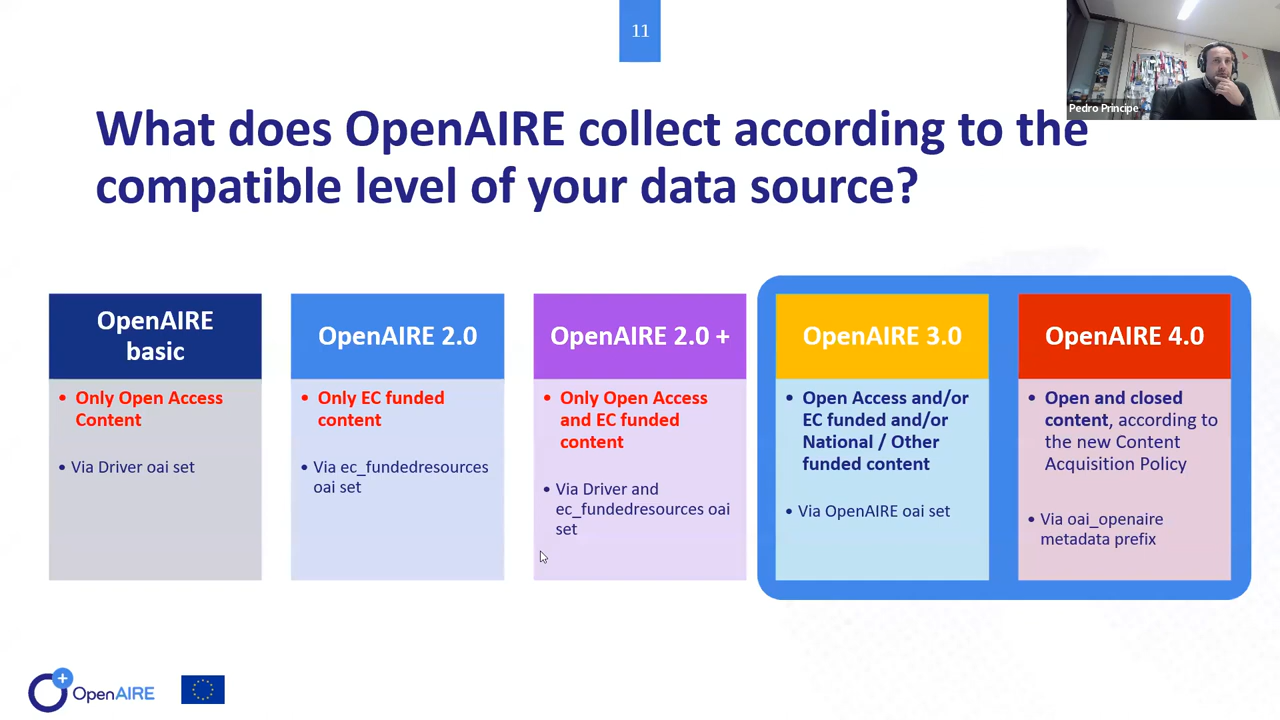 11
Pedro Principe
What does OpenAIRE collect according to the
compatible level of your data source?
OpenAIRE
basic
• Only Open Access
Content
• Via Driver oai set
OpenAIRE 2.0
• Only EC funded
content
• Via ec_fundedresources
oai set
OpenAIRE 2.0 +
• Only Open Access
and EC funded
content
• Via Driver and
ec_fundedresources oai
set
OpenAIRE 3.0
• Open Access and/or
EC funded and/or
National / Other
funded content
• Via OpenAIRE oai set
OpenAIRE 4.0
• Open and closed
content, according to
the new Content
Acquisition Policy
• Via oai_openaire
metadata prefix
OpenAIRE